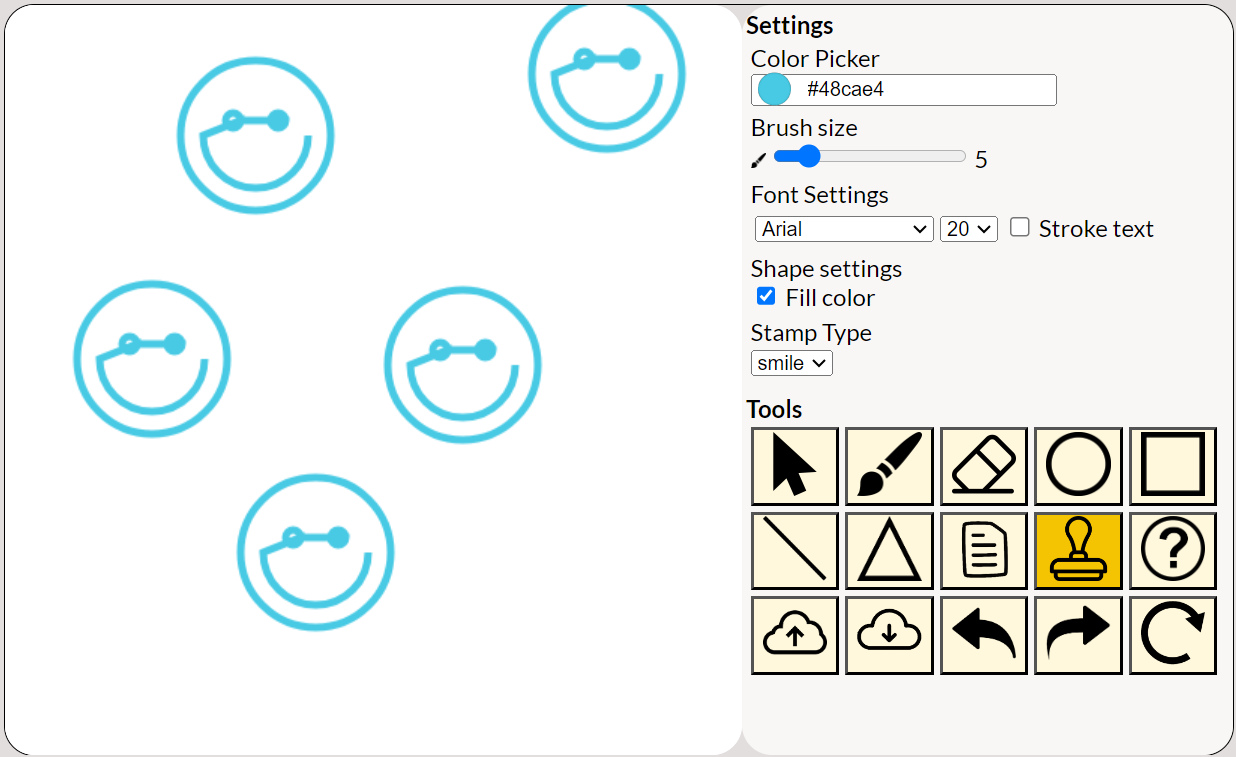 Settings
Color Picker
#48cae4
Brush size
5
Font Settings
Arial 20 Stroke text
Shape settings
Fill color
Stamp Type
smile
Tools
?